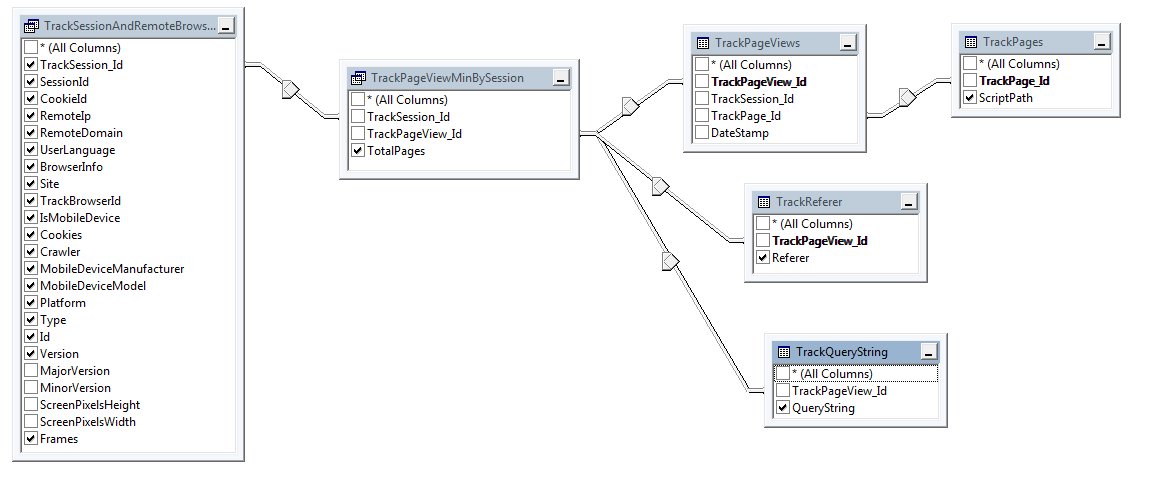 TrackSessionAndRemoteBrows...
* (All Columns)
TrackSession_Id
SessionId
CookieId
RemoteIp
RemoteDomain
UserLanguage
BrowserInfo
Site
TrackBrowserId
IsMobileDevice
Cookies
Crawler
MobileDeviceManufacturer
MobileDeviceModel
Platform
Type
Id
Version
MajorVersion
MinorVersion
ScreenPixelsHeight
ScreenPixelsWidth
Frames
TrackPageViewMinBySession
* (All Columns)
TrackSession_Id
TrackPageView_Id
TotalPages
TrackPageViews
* (All Columns)
TrackPageView_Id
TrackSession_Id
TrackPage_Id
DateStamp
TrackPages
* (All Columns)
TrackPage_Id
ScriptPath
TrackReferer
* (All Columns)
TrackPageView_Id
Referer
TrackQueryString
* (All Columns)
TrackPageView_Id
QueryString